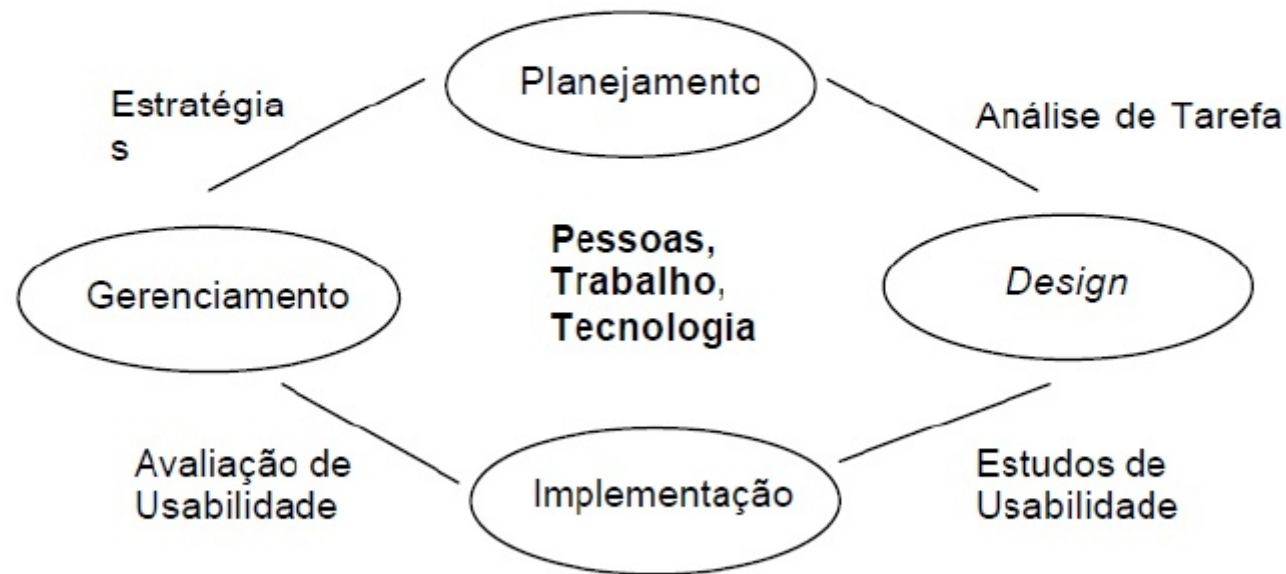 Planejamento
Estratégia
s
Análise de Tarefa
Pessoas,
Trabalho,
Tecnologia
Gerenciamento
Design
Avaliação de
Usabilidade
Implementação
Estudos de
Usabilidade